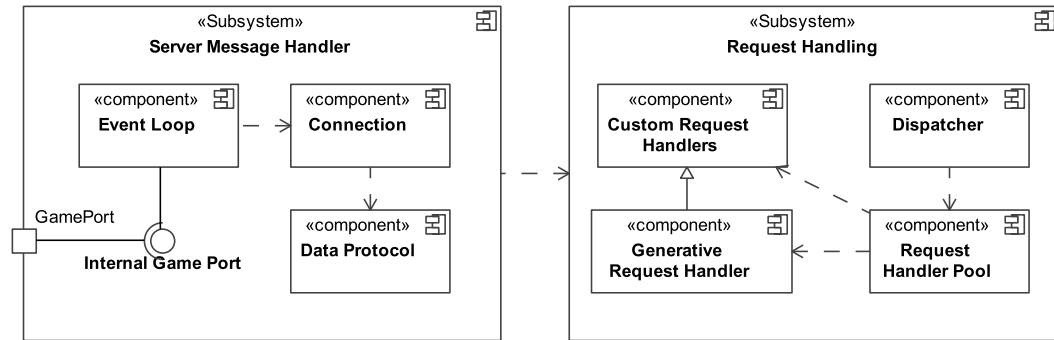 «Subsystem»
Server Message Handler
«component»
Event Loop
«component»
Connection
GamePort
Internal Game Port
«component»
Data Protocol
«Subsystem»
Request Handling
«component»
Custom Request
Handlers
«component»
Dispatcher
«component»
Generative
Request Handler
«component»
Request
Handler Pool